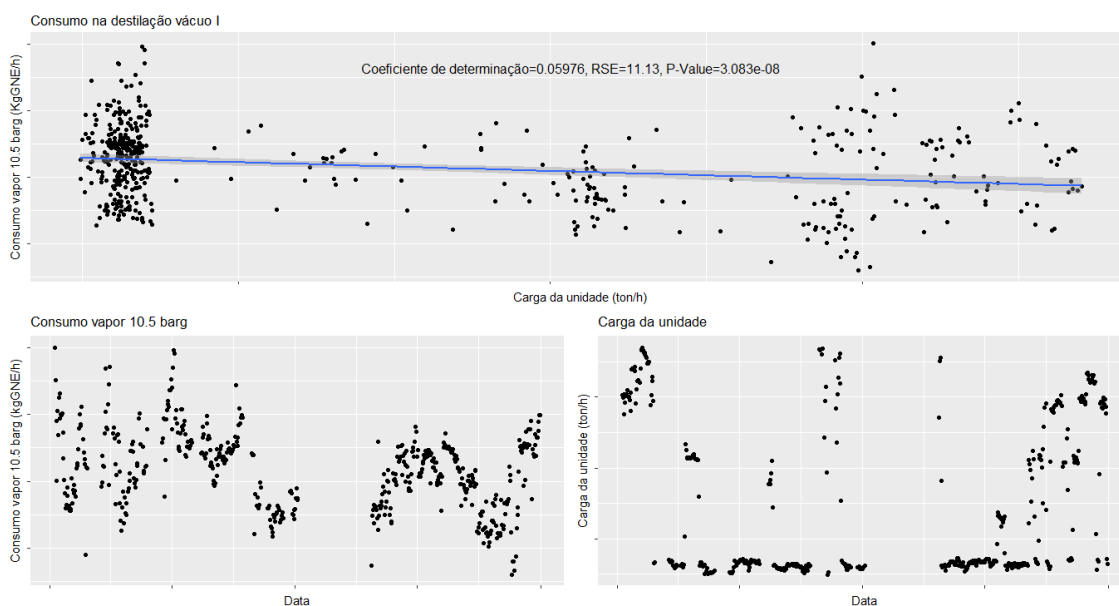 Consumo na destilação vácuo I
Coeficiente de determinação=0.05976, RSE=11.13, P-Value=3.083e-08
Consumo vapor 10.5 barg (KgGNE/h)
Carga da unidade (ton/h)
Consumo vapor 10.5 barg
Consumo vapor 10.5 barg (kgGNE/h)
Data
Carga da unidade
Carga da unidade (ton/h)
Data